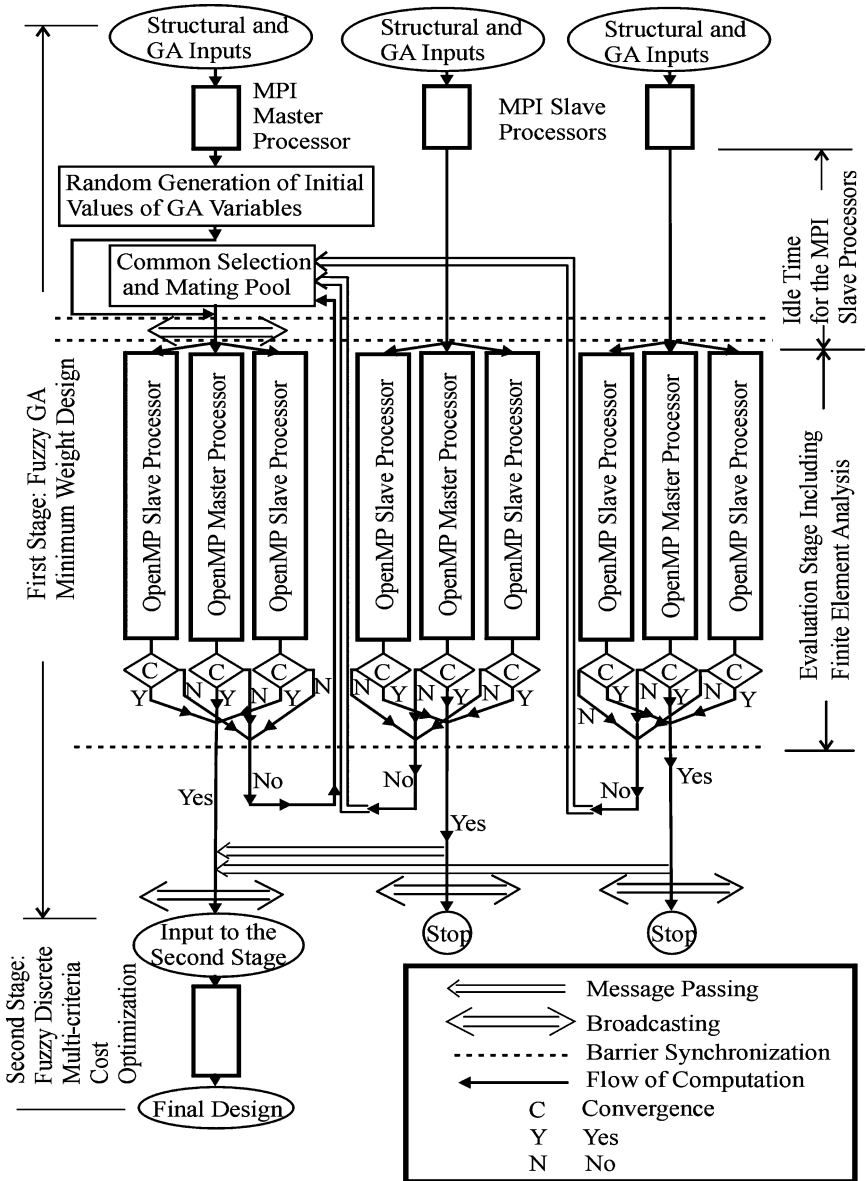 Structural and
GA Inputs
Structural and
GA Inputs
Structural and
GA Inputs
MPI
Master
Processor
MPI Slave
Processors
Random Generation of Initial
Values of GA Variables
Common Selection
and Mating Pool
Idle Time
for the MPI
Slave Processors
First Stage: Fuzzy GA
Minimum Weight Design
OpenMP Slave Processor
OpenMP Master Processor
OpenMP Slave Processor
OpenMP Slave Processor
OpenMP Master Processor
OpenMP Slave Processor
OpenMP Slave Processor
OpenMP Master Processor
OpenMP Slave Processor
Evaluation Stage Including
Finite Element Analysis
C C C C C C C C C
Y N Y N Y N
N Y N Y N Y
N Y N Y N Y
No
Yes
No
Yes
No
Yes
Input to the
Second Stage
Stop
Stop
Second Stage:
Fuzzy Discrete
Multi-criteria
Cost
Optimization
Final Design
Message Passing
Broadcasting
Barrier Synchronization
Flow of Computation
C Convergence
Y Yes
N No